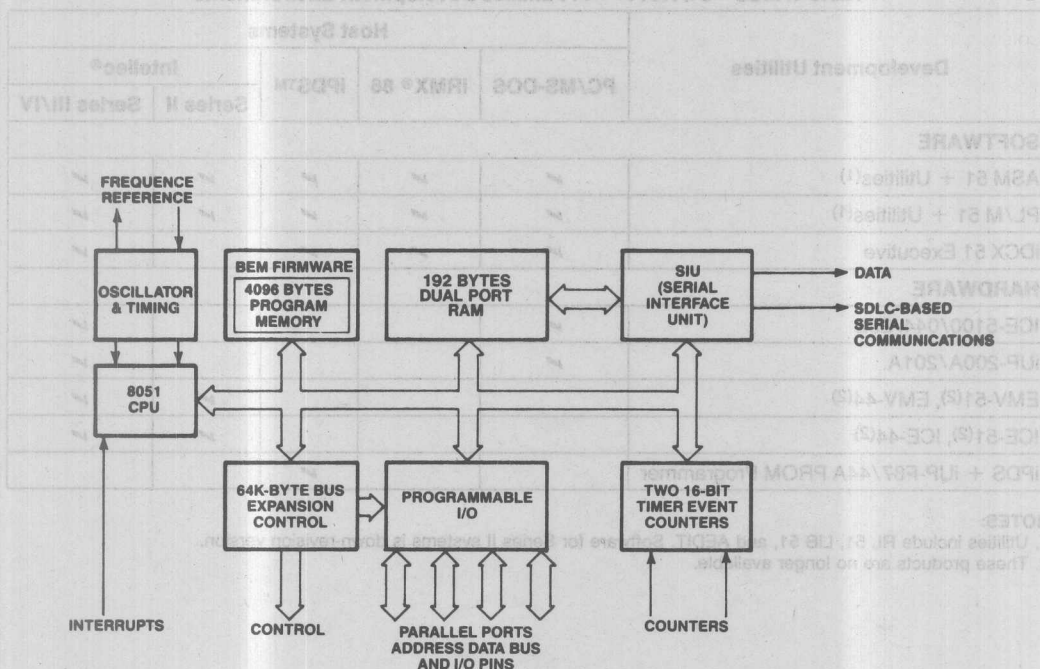 FREQUENCE
REFERENCE
OSCILLATOR
& TIMING
BEM FIRMWARE
4096 BYTES
PROGRAM
MEMORY
192 BYTES
DUAL PORT
RAM
SIU
(SERIAL
INTERFACE
UNIT)
DATA
SDLC-BASED
SERIAL
COMMUNICATIONS
8051
CPU
64K-BYTE BUS
EXPANSION
CONTROL
PROGRAMMABLE
I/O
TWO 16-BIT
TIMER EVENT
COUNTERS
INTERRUPTS
CONTROL
PARALLEL PORTS
ADDRESS DATA BUS
AND I/O PINS
COUNTERS